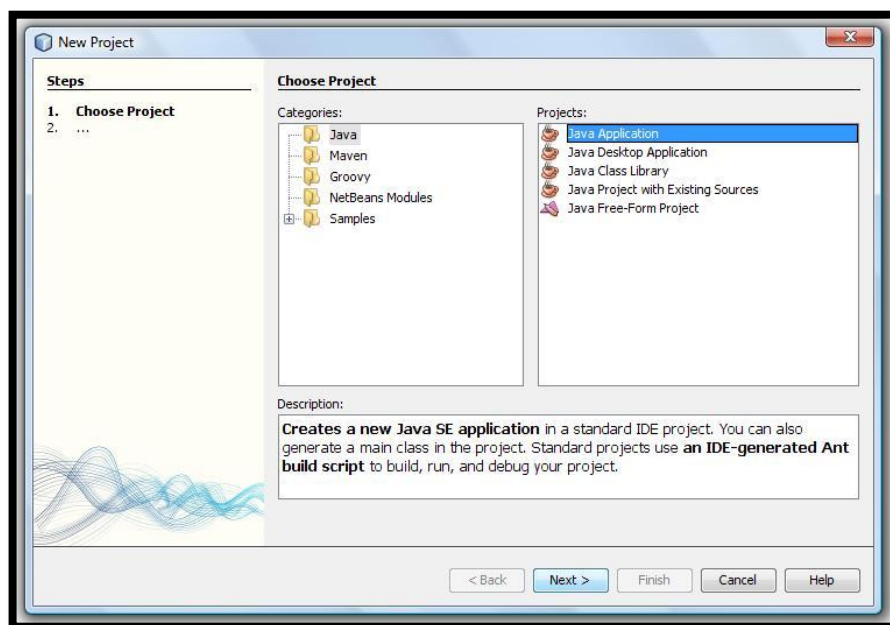 New Project
Steps
1. Choose Project
2. ...
Choose Project
Categories:
Java
Maven
Groovy
NetBeans Modules
Samples
Projects:
Java Application
Java Desktop Application
Java Class Library
Java Project with Existing Sources
Java Free-Form Project
Description:
Creates a new Java SE application in a standard IDE project. You can also
generate a main class in the project. Standard projects use an IDE-generated Ant
build script to build, run, and debug your project.
< Back
Next >
Finish
Cancel
Help